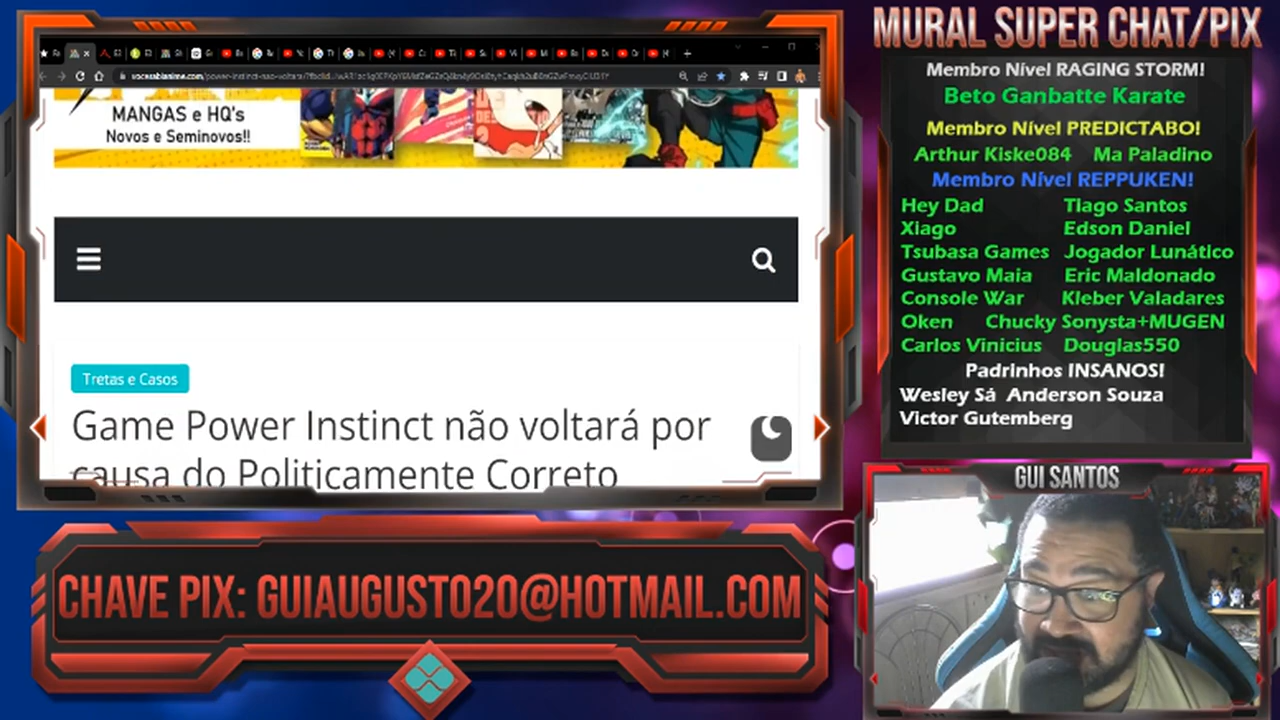 MANGAS e HQ's
Novos e Seminovos!!
Tretas e Casos
Game Power Instinct não voltará por
causa do Politicamente Correto
CHAVE PIX: GUIAUGUSTO20@HOTMAIL.COM
MURAL SUPER CHAT/PIX
Membro Nível RAGING STORM!
Beto Ganbatte Karate
Membro Nível PREDICTABO!
Arthur Kiske084 Ma Paladino
Membro Nível REPPUKEN!
Hey Dad Tiago Santos
Xiago Edson Daniel
Tsubasa Games Jogador Lunático
Gustavo Maia Eric Maldonado
Console War Kleber Valadares
Oken Chucky Sonysta+MUGEN
Carlos Vinicius Douglas550
Padrinhos INSANOS!
Wesley Sá Anderson Souza
Victor Gutemberg
GUI SANTOS